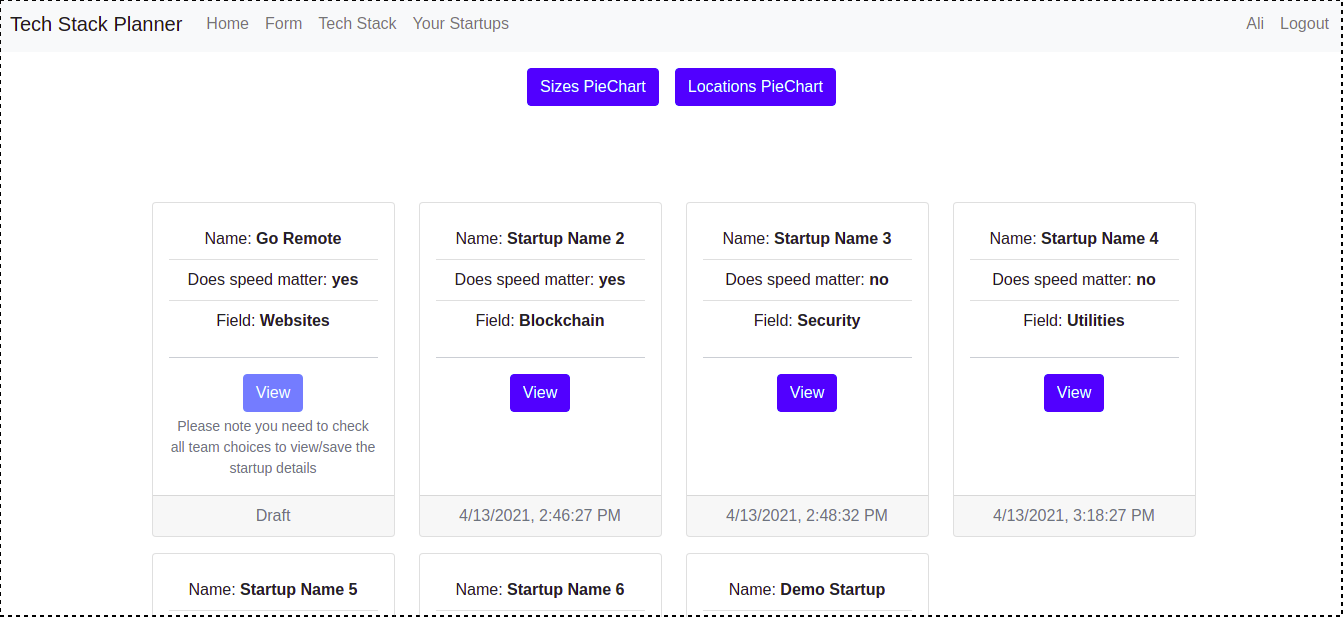 Tech Stack Planner Home Form Tech Stack Your Startups Ali Logout
Sizes PieChart Locations PieChart
Name: Go Remote
Does speed matter: yes
Field: Websites
View
Please note you need to check
all team choices to view/save the
startup details
Draft
Name: Startup Name 2
Does speed matter: yes
Field: Blockchain
View
4/13/2021, 2:46:27 PM
Name: Startup Name 3
Does speed matter: no
Field: Security
View
4/13/2021, 2:48:32 PM
Name: Startup Name 4
Does speed matter: no
Field: Utilities
View
4/13/2021, 3:18:27 PM
Name: Startup Name 5
Name: Startup Name 6
Name: Demo Startup